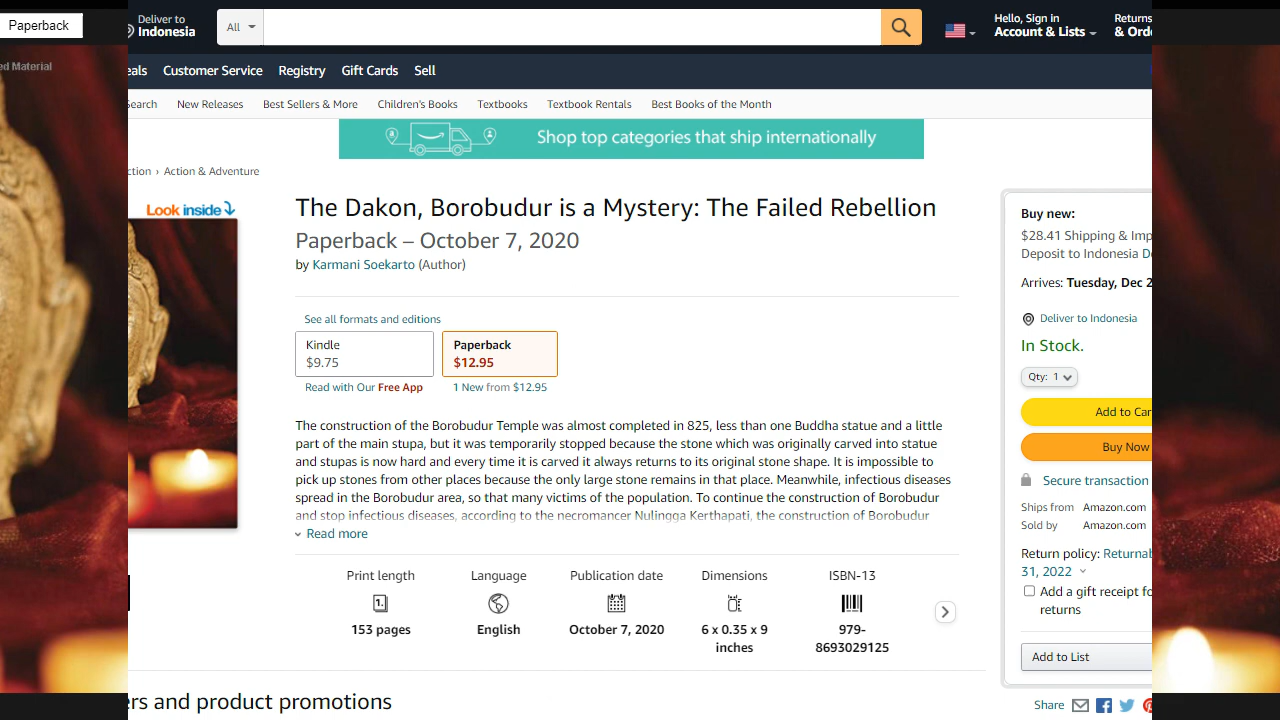 Paperback
ed Material
Deliver to
Indonesia
All
Hello, Sign in
Account & Lists
Returns
& Orde
eals
Customer Service
Registry
Gift Cards
Sell
Search
New Releases
Best Sellers & More
Children's Books
Textbooks
Textbook Rentals
Best Books of the Month
Shop top categories that ship internationally
ction › Action & Adventure
Look inside
The Dakon, Borobudur is a Mystery: The Failed Rebellion
Paperback – October 7, 2020
by Karmani Soekarto (Author)
See all formats and editions
Kindle
$9.75
Paperback
$12.95
Read with Our Free App
1 New from $12.95
The construction of the Borobudur Temple was almost completed in 825, less than one Buddha statue and a little
part of the main stupa, but it was temporarily stopped because the stone which was originally carved into statue
and stupas is now hard and every time it is carved it always returns to its original stone shape. It is impossible to
pick up stones from other places because the only large stone remains in that place. Meanwhile, infectious diseases
spread in the Borobudur area, so that many victims of the population. To continue the construction of Borobudur
and stop infectious diseases, according to the necromancer Nulingga Kerthapati, the construction of Borobudur
Read more
Print length
1.
153 pages
Language
English
Publication date
October 7, 2020
Dimensions
6 x 0.35 x 9
inches
ISBN-13
979-
8693029125
ers and product promotions
Buy new:
$28.41 Shipping & Imp
Deposit to Indonesia D
Arrives: Tuesday, Dec 2
Deliver to Indonesia
In Stock.
Qty: 1
Add to Car
Buy Now
Secure transaction
Ships from Amazon.com
Sold by Amazon.com
Return policy: Returnab
31, 2022
Add a gift receipt fo
returns
Add to List
Share